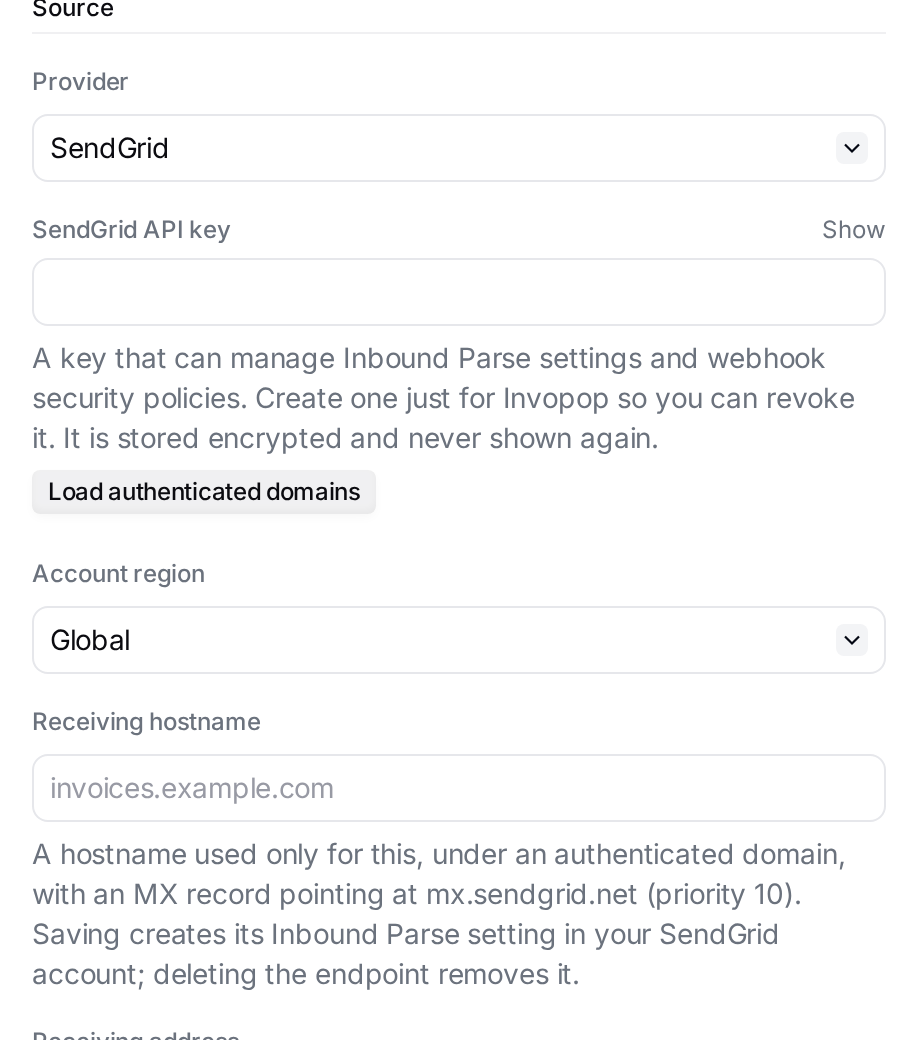 Source
Provider
SendGrid
SendGrid API key
Show
A key that can manage Inbound Parse settings and webhook
security policies. Create one just for Invopop so you can revoke
it. It is stored encrypted and never shown again.
Load authenticated domains
Account region
Global
Receiving hostname
invoices.example.com
A hostname used only for this, under an authenticated domain,
with an MX record pointing at mx.sendgrid.net (priority 10).
Saving creates its Inbound Parse setting in your SendGrid
account; deleting the endpoint removes it.
Receiving address